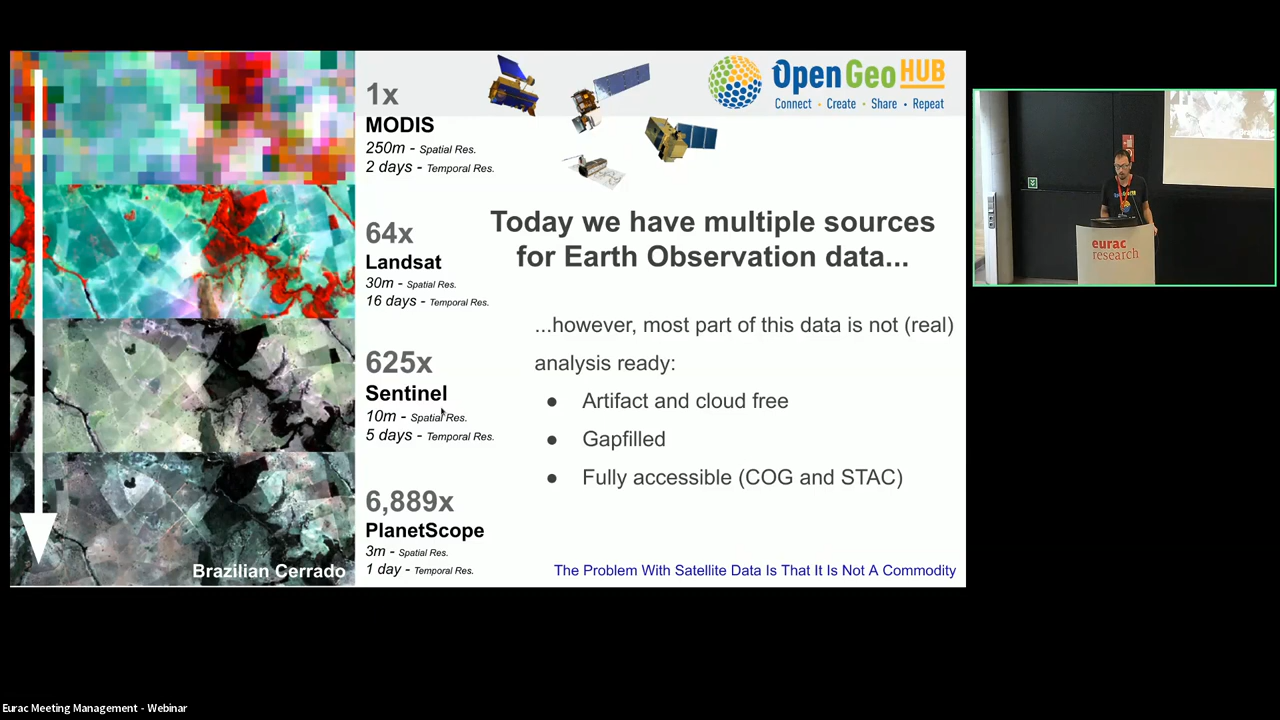 1x
MODIS
250m - Spatial Res.
2 days - Temporal Res.
64x
Landsat
30m - Spatial Res.
16 days - Temporal Res.
625x
Sentinel
10m - Spatial Res.
5 days - Temporal Res.
6,889x
PlanetScope
3m - Spatial Res.
1 day - Temporal Res.
Brazilian Cerrado
OpenGeoHUB
Connect • Create • Share • Repeat
Today we have multiple sources
for Earth Observation data...
...however, most part of this data is not (real)
analysis ready:
● Artifact and cloud free
● Gapfilled
● Fully accessible (COG and STAC)
The Problem With Satellite Data Is That It Is Not A Commodity
eurac
research
Eurac Meeting Management - Webinar